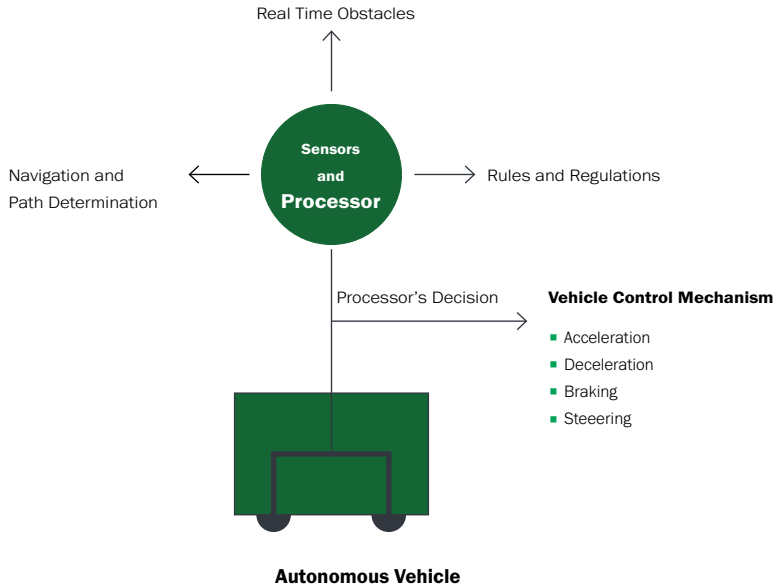 Real Time Obstacles
Sensors
and
Processor
Navigation and
Path Determination
Rules and Regulations
Processor’s Decision
Vehicle Control Mechanism
Acceleration
Deceleration
Braking
Steeering
Autonomous Vehicle